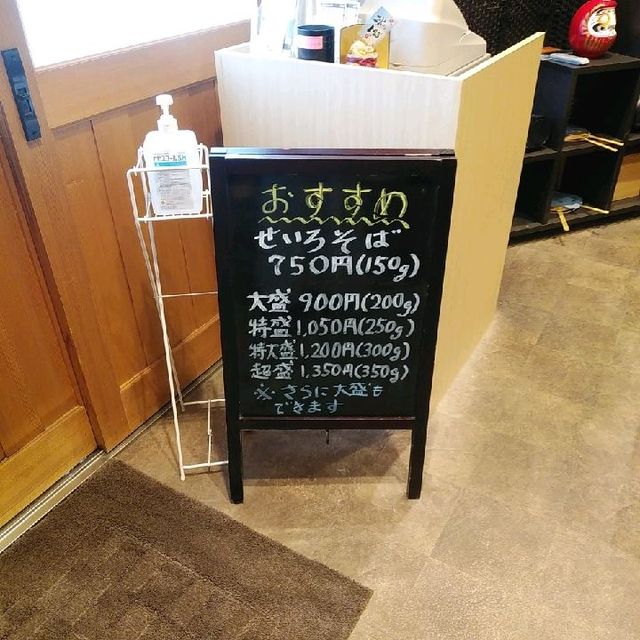 おすすめ
せいろそば
750円(150g)
大盛 900円(200g)
特盛 1,050円(250g)
特大盛 1,200円(300g)
超盛 1,350円(350g)
※さらに大盛も
できます